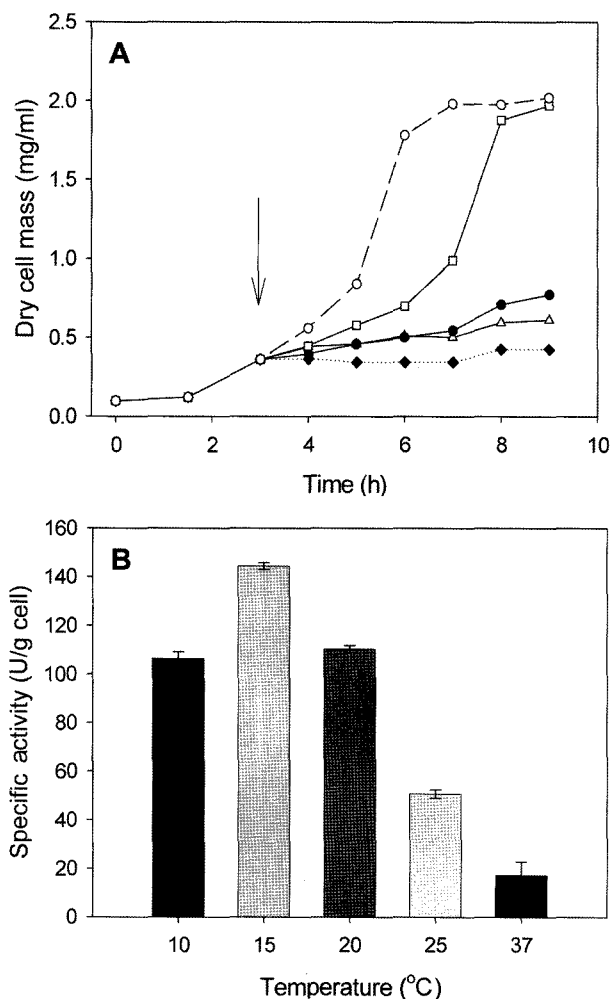 A
Dry cell mass (mg/ml)
2.5
2.0
1.5
1.0
0.5
0.0
0 2 4 6 8 10
Time (h)
B
Specific activity (U/g cell)
160
140
120
100
80
60
40
20
0
10 15 20 25 37
Temperature (°C)